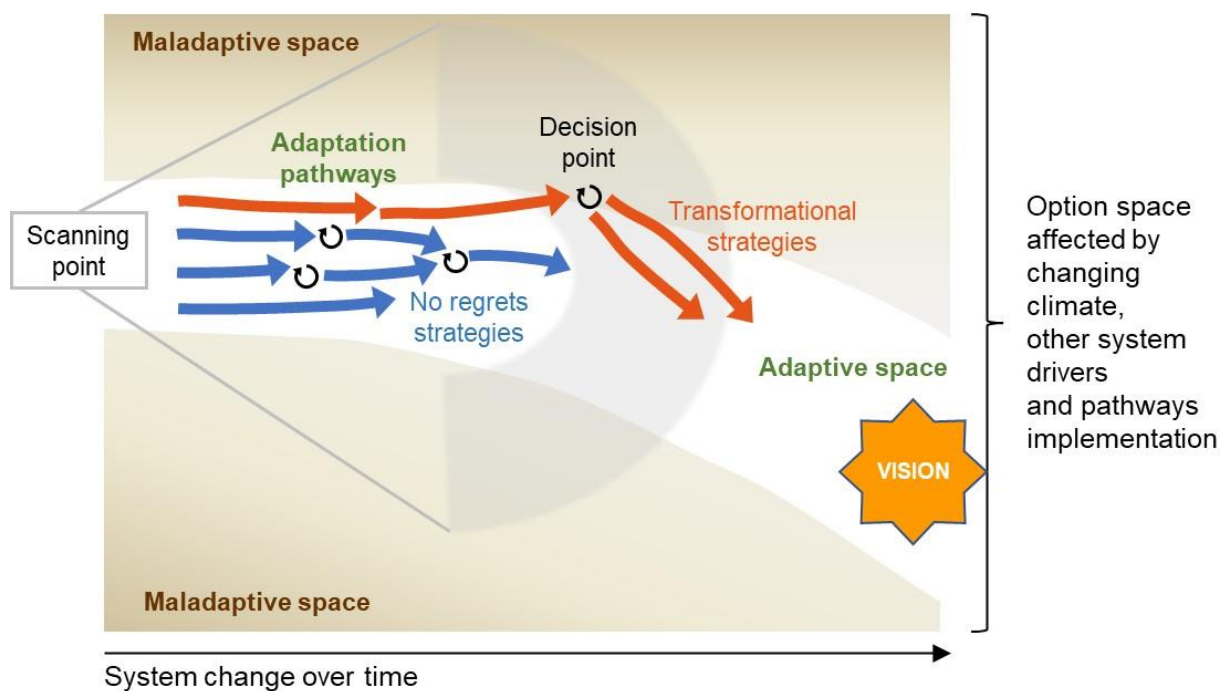 Maladaptive space
Adaptation
pathways
Decision
point
Scanning
point
Transformational
strategies
No regrets
strategies
Adaptive space
VISION
Option space
affected by
changing
climate,
other system
drivers
and pathways
implementation
Maladaptive space
System change over time